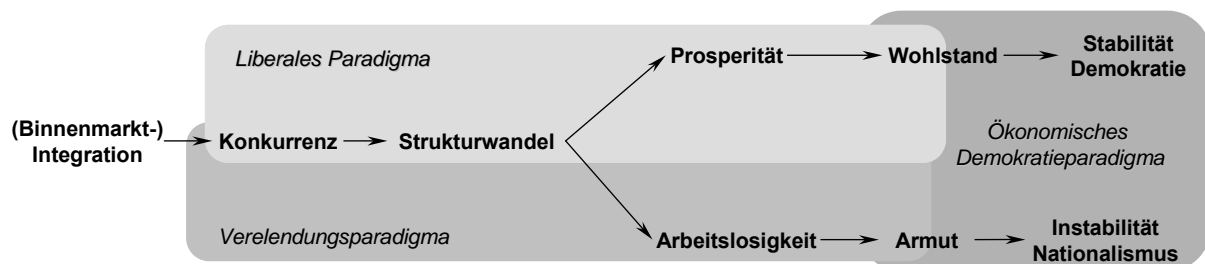 Liberales Paradigma
Prosperität
Wohlstand
Stabilität
Demokratie
(Binnenmarkt-)
Integration
Konkurrenz
Strukturwandel
Ökonomisches
Demokratieparadigma
Verelendungsparadigma
Arbeitslosigkeit
Armut
Instabilität
Nationalismus